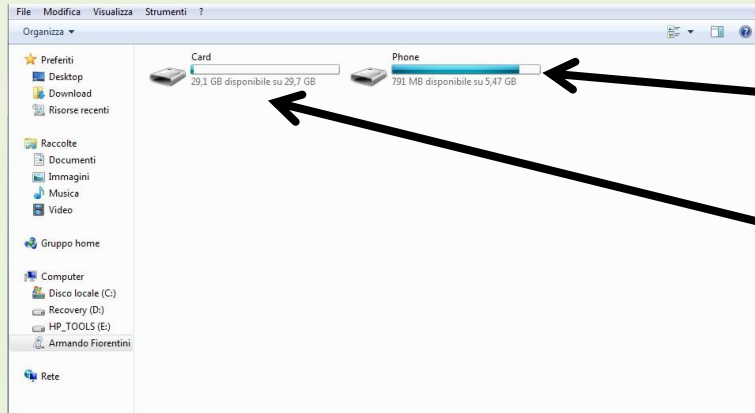 File Modifica Visualizza Strumenti ?
Organizza
Preferiti
Desktop
Download
Risorse recenti
Raccolte
Documenti
Immagini
Musica
Video
Gruppo home
Computer
Disco locale (C:)
Recovery (D:)
HP_TOOLS (E:)
Armando Fiorentini
Rete
Card
29,1 GB disponibile su 29,7 GB
Phone
791 MB disponibile su 5,47 GB